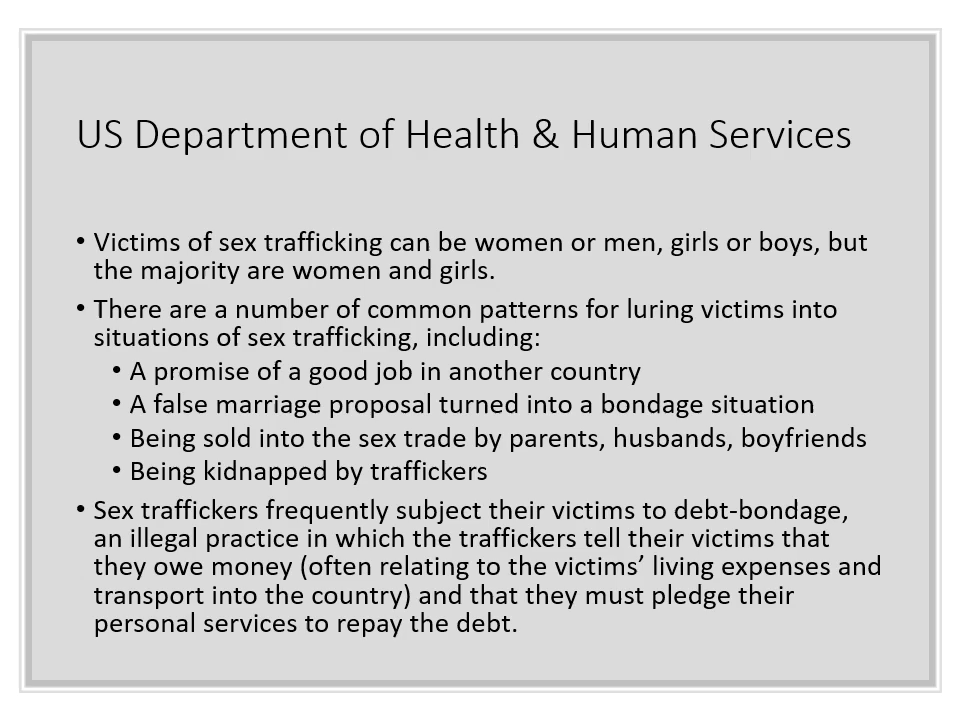 US Department of Health & Human Services
• Victims of sex trafficking can be women or men, girls or boys, but
the majority are women and girls.
• There are a number of common patterns for luring victims into
situations of sex trafficking, including:
• A promise of a good job in another country
• A false marriage proposal turned into a bondage situation
• Being sold into the sex trade by parents, husbands, boyfriends
• Being kidnapped by traffickers
• Sex traffickers frequently subject their victims to debt-bondage,
an illegal practice in which the traffickers tell their victims that
they owe money (often relating to the victims’ living expenses and
transport into the country) and that they must pledge their
personal services to repay the debt.